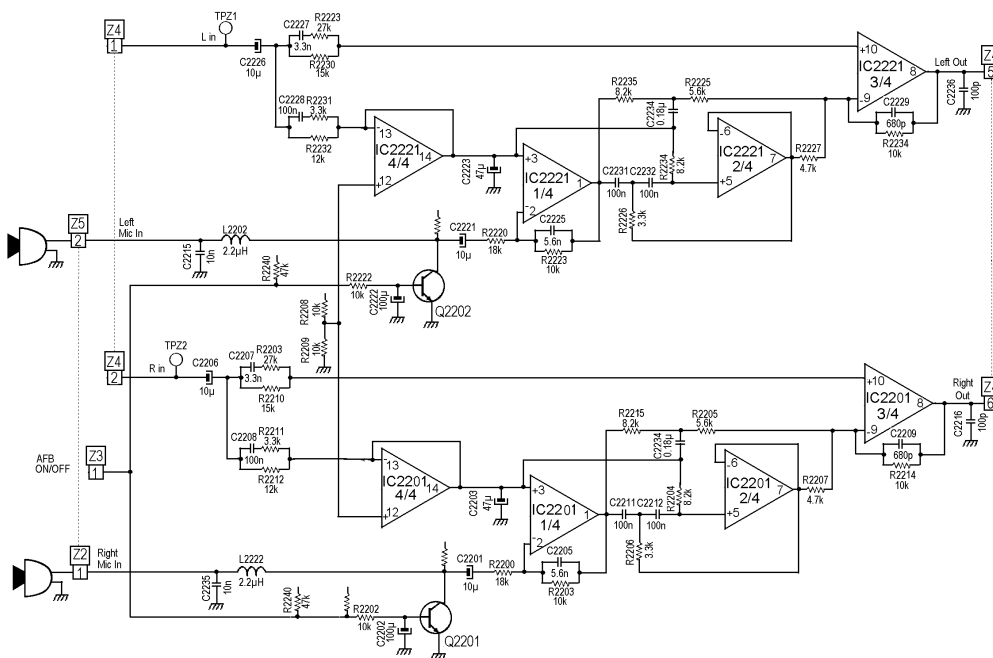 Z4
1
L in
TPZ1
C2226
10µ
C2227
3.3n
R2223
27k
R2230
15k
C2228
100n
R2231
3.3k
R2232
12k
-13
+12
IC2221
4/4
14
C2223
47µ
+3
-2
IC2221
1/4
1
R2235
8.2k
C2234
0.18µ
R2225
5.6k
R2234
8.2k
C2231
100n
C2232
100n
R2226
3.3k
-6
+5
IC2221
2/4
7
R2227
4.7k
+10
-9
IC2221
3/4
8
Left Out
C2229
680p
R2234
10k
C2236
100p
Z5
2
Left
Mic In
C2215
10n
L2202
2.2µH
C2221
10µ
R2220
18k
C2225
5.6n
R2223
10k
R2240
47k
R2222
10k
C2222
100µ
Q2202
R2208
10k
R2209
10k
Z4
2
R in
TPZ2
C2206
10µ
C2207
3.3n
R2203
27k
R2210
15k
C2208
100n
R2211
3.3k
R2212
12k
-13
+12
IC2201
4/4
14
C2203
47µ
+3
-2
IC2201
1/4
1
R2215
8.2k
C2234
0.18µ
R2205
5.6k
R2204
8.2k
C2211
100n
C2212
100n
R2206
3.3k
-6
+5
IC2201
2/4
7
R2207
4.7k
+10
-9
IC2201
3/4
8
Right
Out
C2209
680p
R2214
10k
C2216
100p
6
AFB
ON/OFF
Z3
1
Z2
1
Right
Mic In
C2235
10n
L2222
2.2µH
C2201
10µ
R2200
18k
C2205
5.6n
R2203
10k
R2240
47k
R2202
10k
C2202
100µ
Q2201